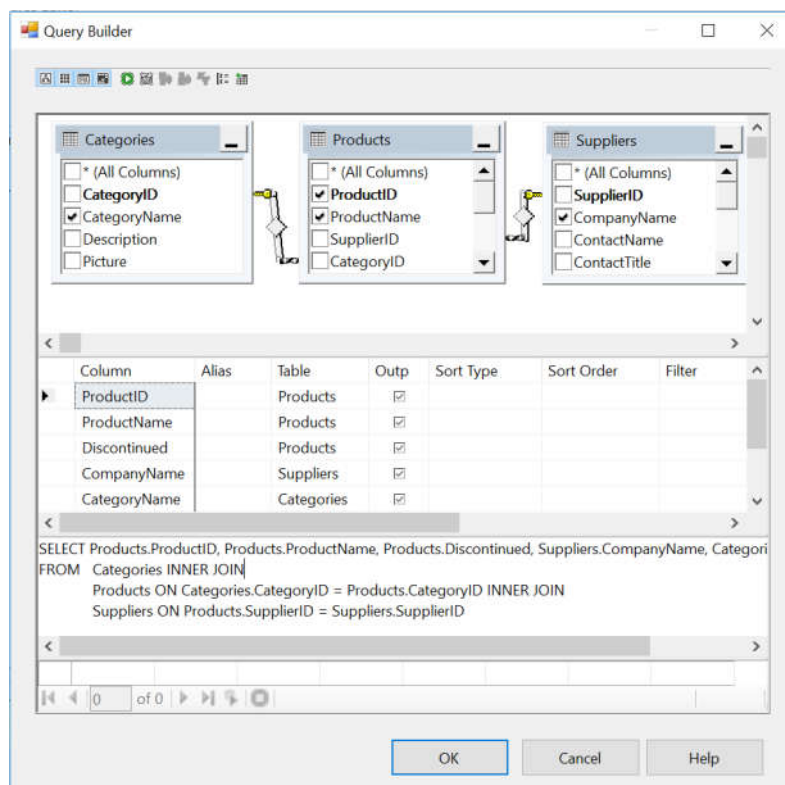 Query Builder
Categories
* (All Columns)
CategoryID
CategoryName
Description
Picture
Products
* (All Columns)
ProductID
ProductName
SupplierID
CategoryID
Suppliers
* (All Columns)
SupplierID
CompanyName
ContactName
ContactTitle
Column Alias Table Outp Sort Type Sort Order Filter
ProductID Products
ProductName Products
Discontinued Products
CompanyName Suppliers
CategoryName Categories
SELECT Products.ProductID, Products.ProductName, Products.Discontinued, Suppliers.CompanyName, Categori
FROM Categories INNER JOIN
Products ON Categories.CategoryID = Products.CategoryID INNER JOIN
Suppliers ON Products.SupplierID = Suppliers.SupplierID
0 of 0
OK Cancel Help